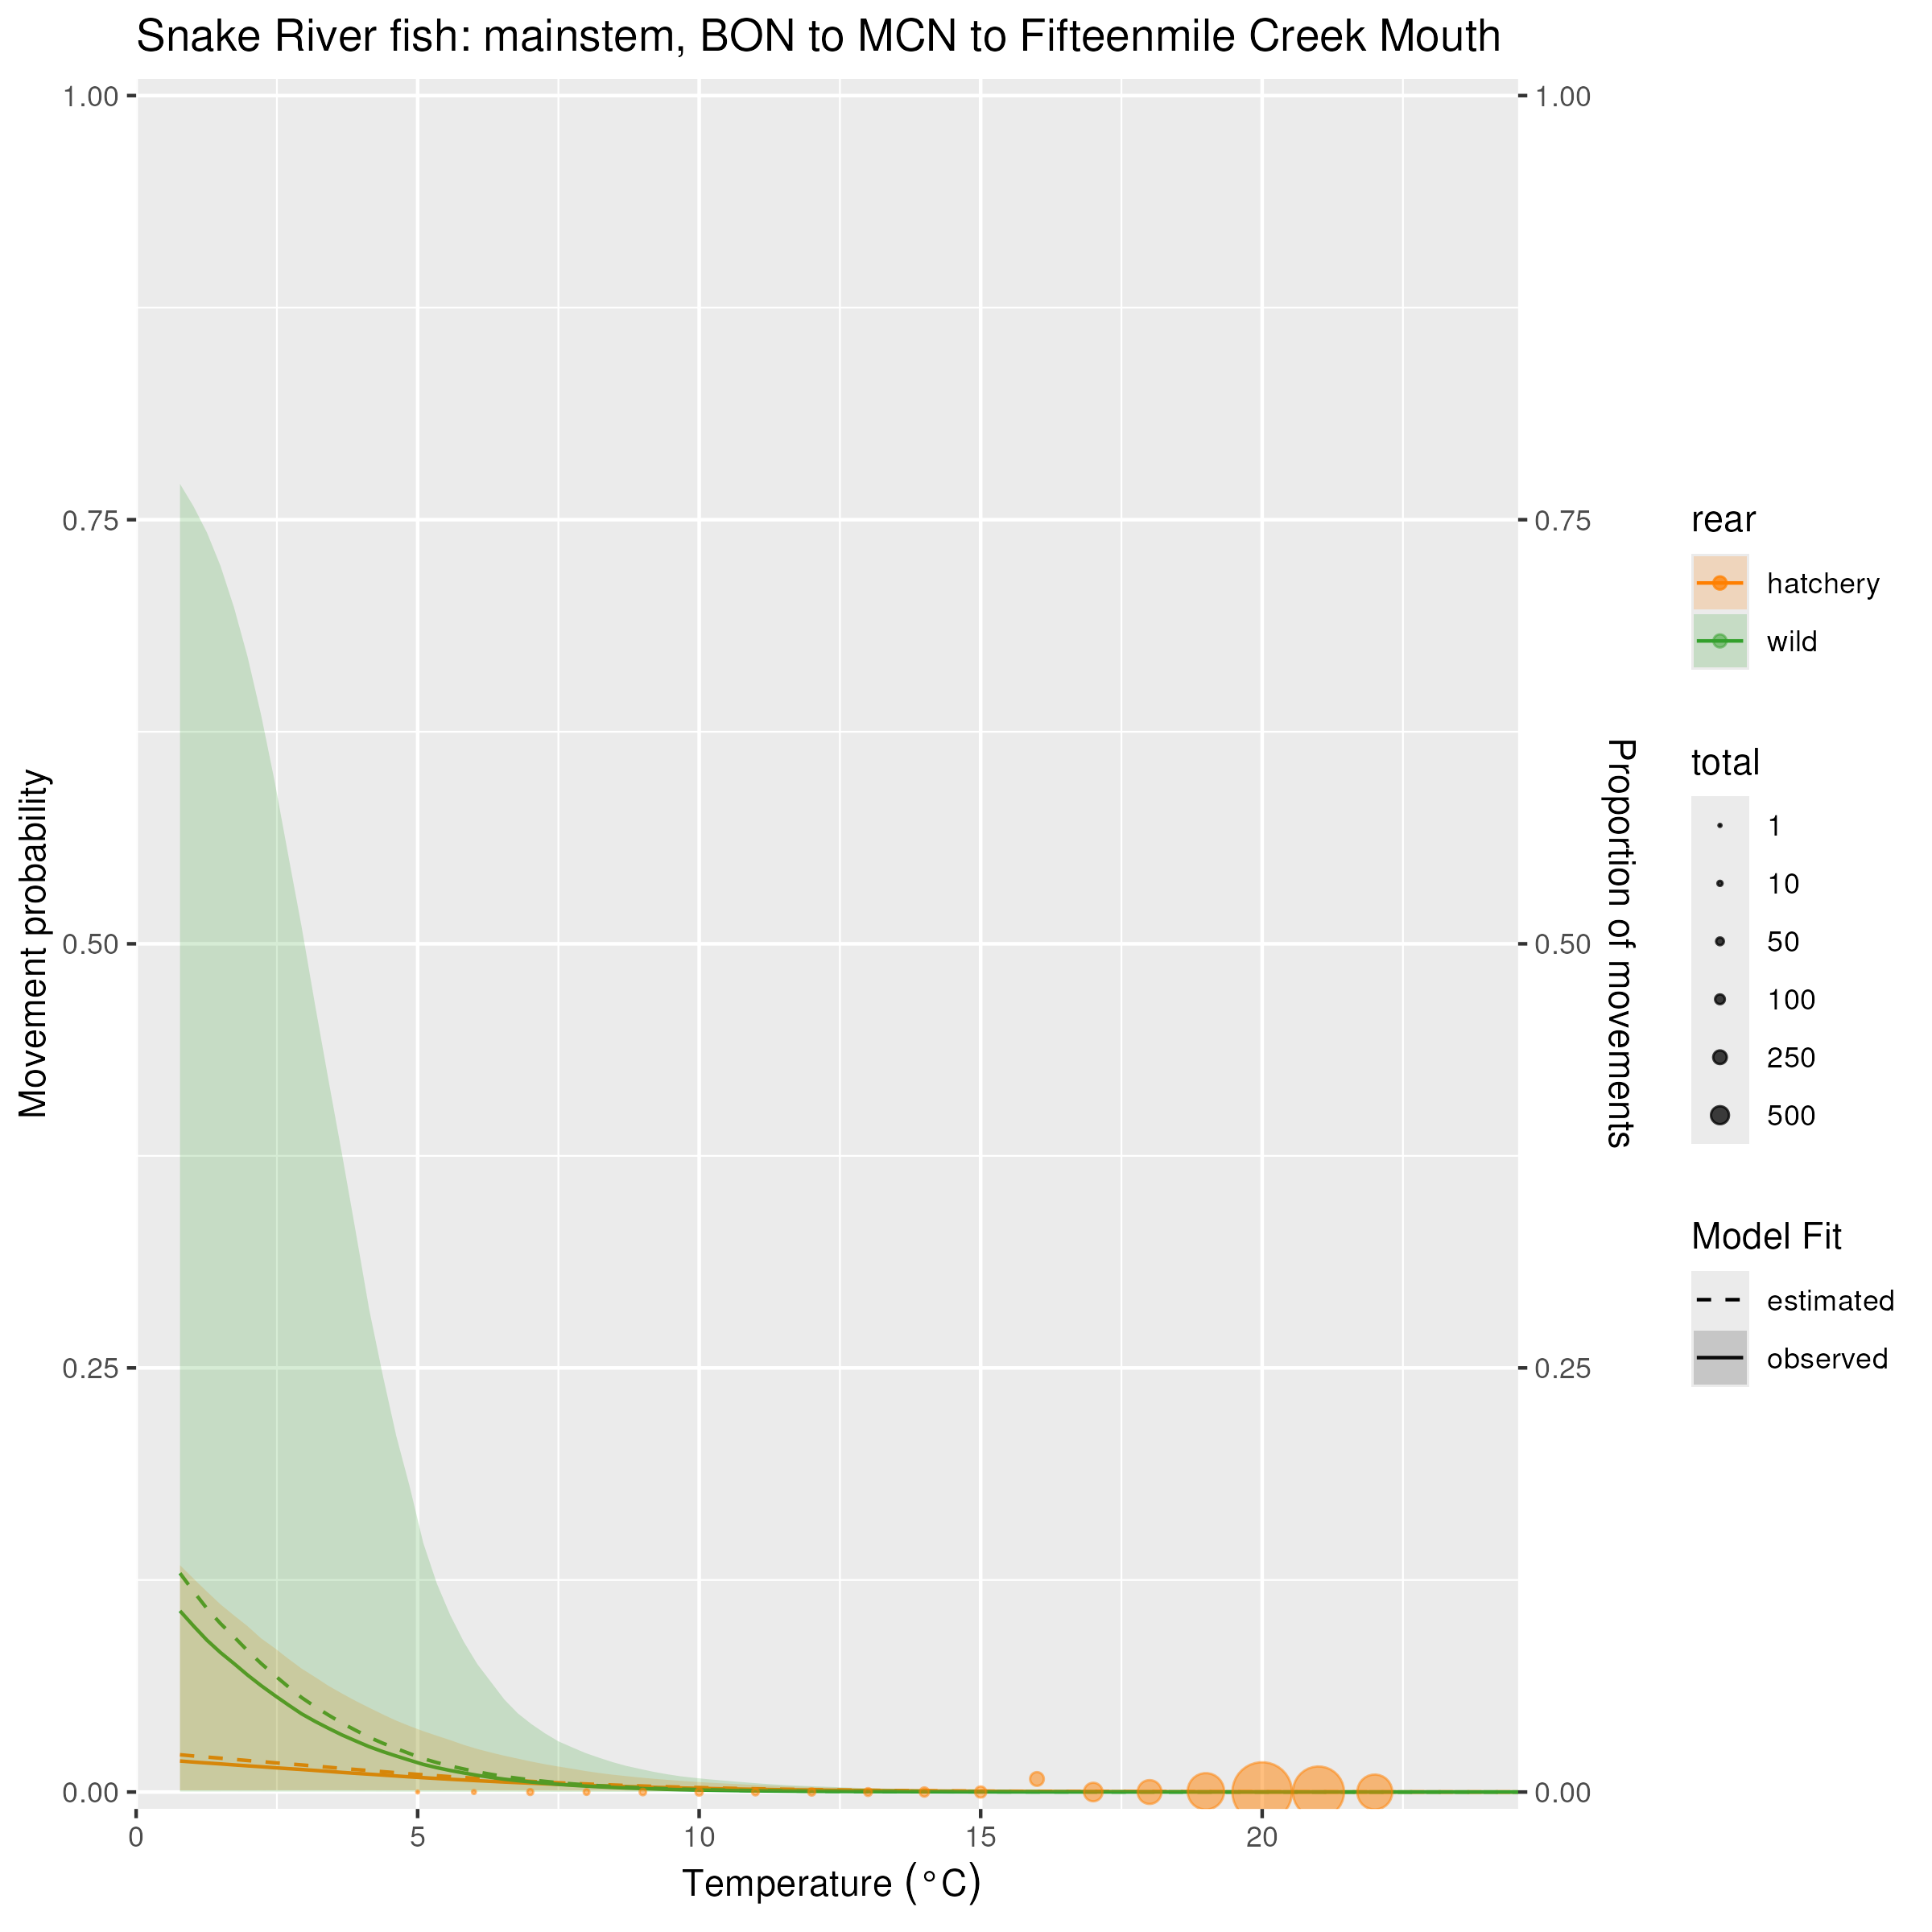 Snake River fish: mainstem, BON to MCN to Fifteenmile Creek Mouth
Movement probability
1.00
0.75
0.50
0.25
0.00
0
5
10
15
20
Temperature (°C)
1.00
0.75
0.50
0.25
0.00
Proportion of movements
rear
hatchery
wild
total
1
10
50
100
250
500
Model Fit
estimated
observed